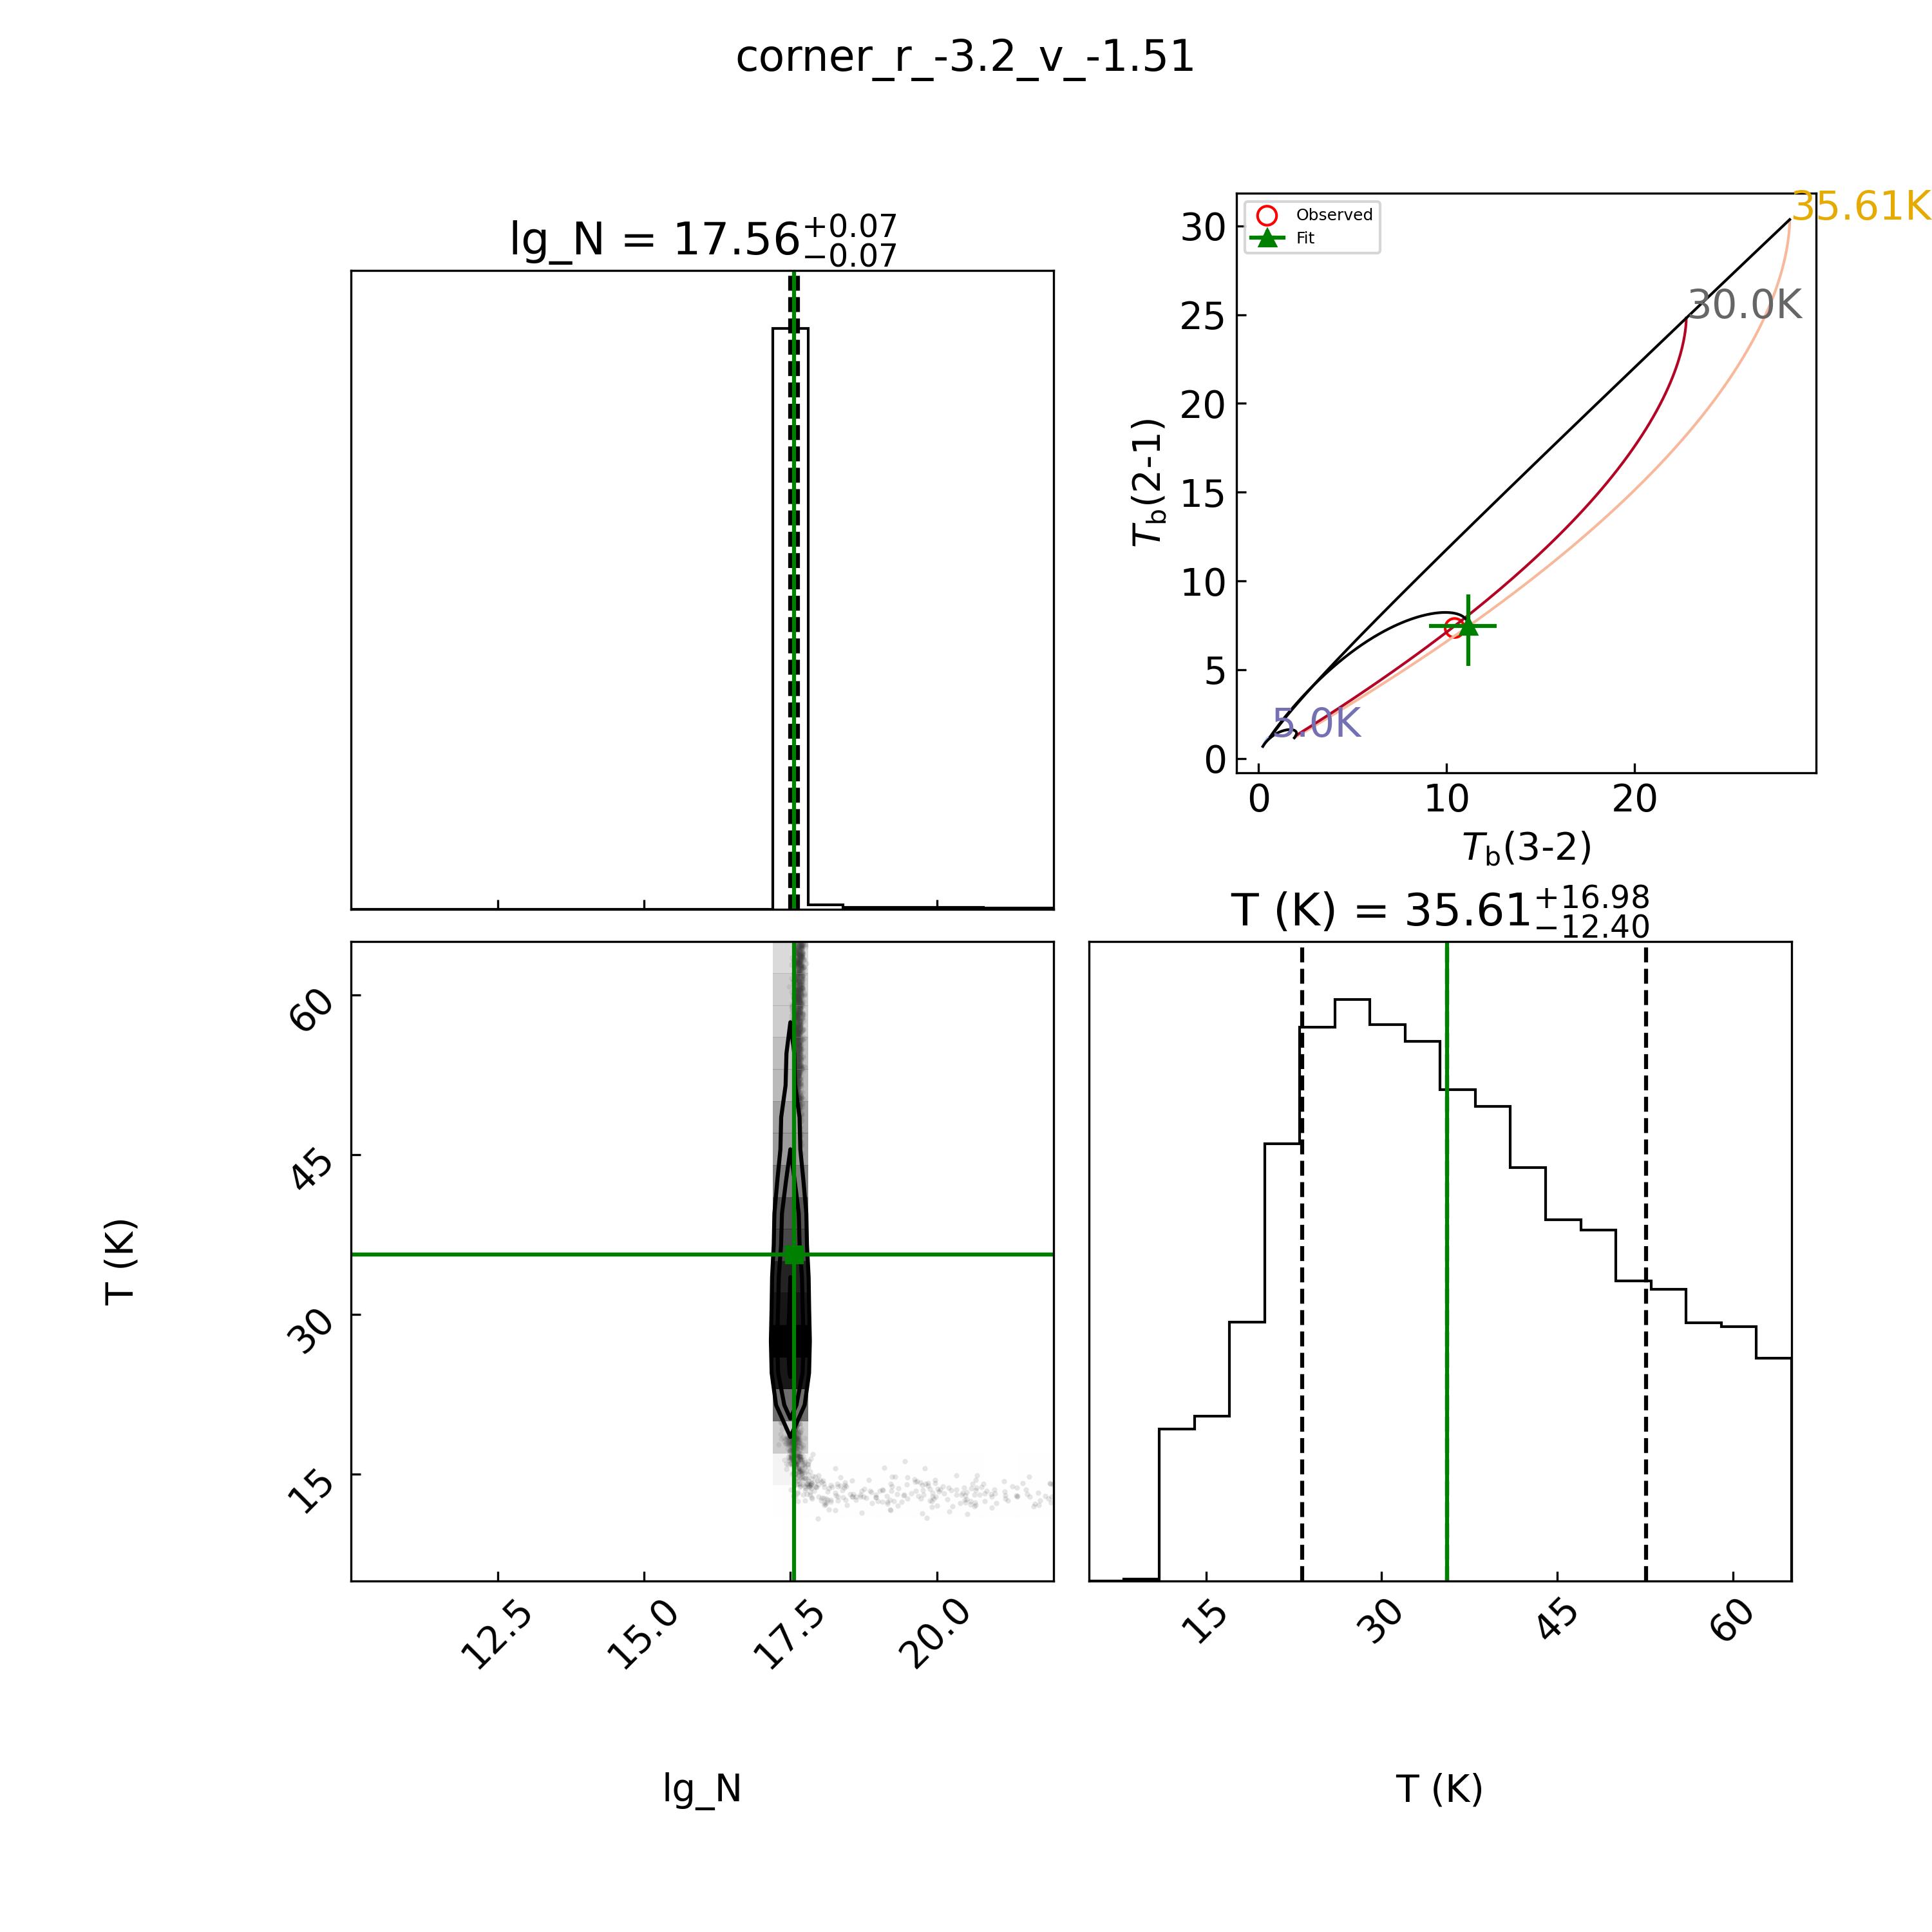 corner_r_-3.2_v_-1.51
lg_N = 17.56+0.07−0.07
35.61K
30
Observed
Fit
30.0K
25
20
15
10
5
0
5.0K
Tb(2-1)
0 10 20
Tb(3-2)
T (K) = 35.61+16.98−12.40
60
45
30
15
T (K)
12.5 15.0 17.5 20.0
lg_N
15 30 45 60
T (K)